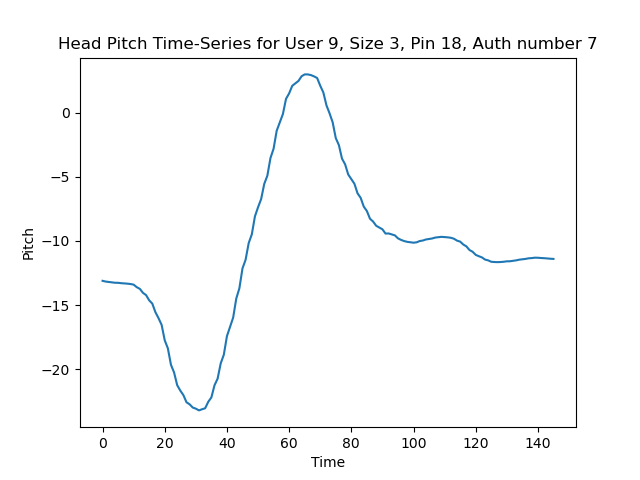 Head Pitch Time-Series for User 9, Size 3, Pin 18, Auth number 7
0
−5
−10
−15
−20
Pitch
0 20 40 60 80 100 120 140
Time